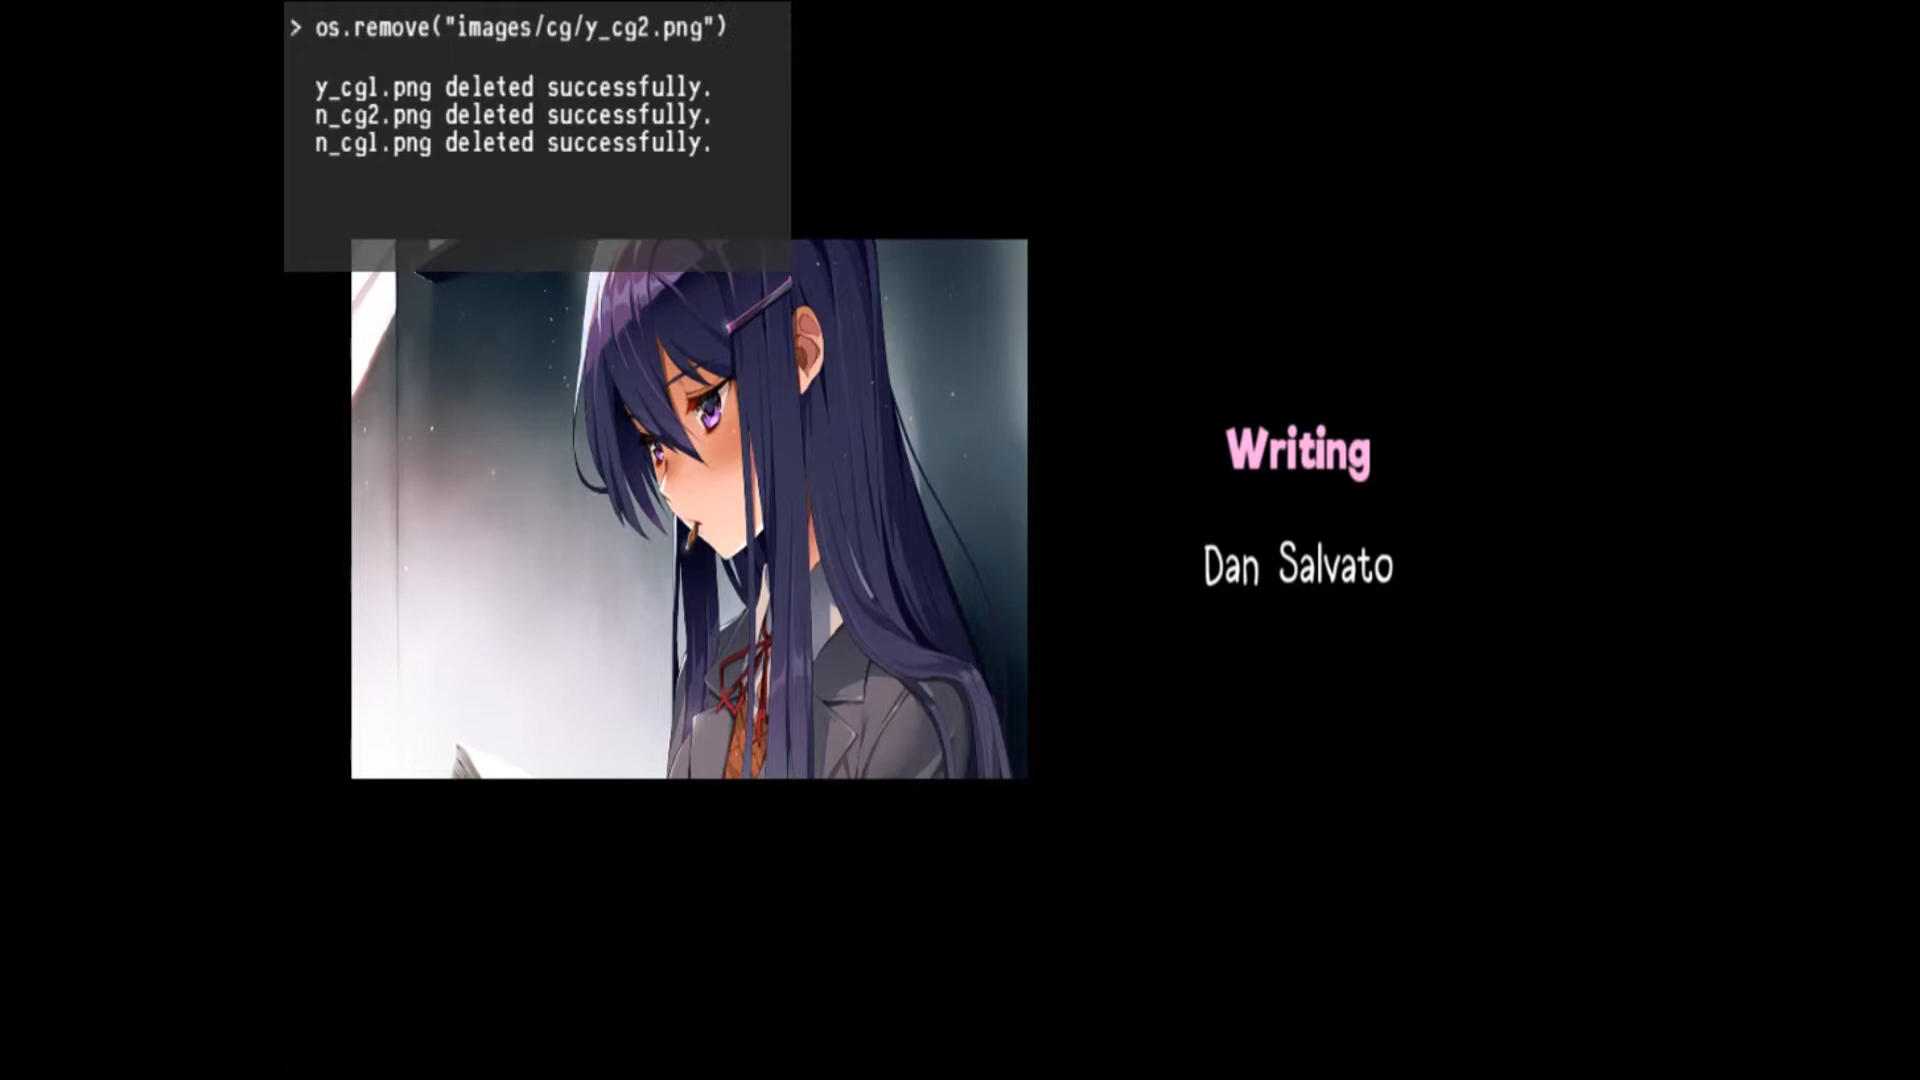 > os.remove("images/cg/y_cg2.png")
y_cg1.png deleted successfully.
n_cg2.png deleted successfully.
n_cg1.png deleted successfully.
Writing
Dan Salvato